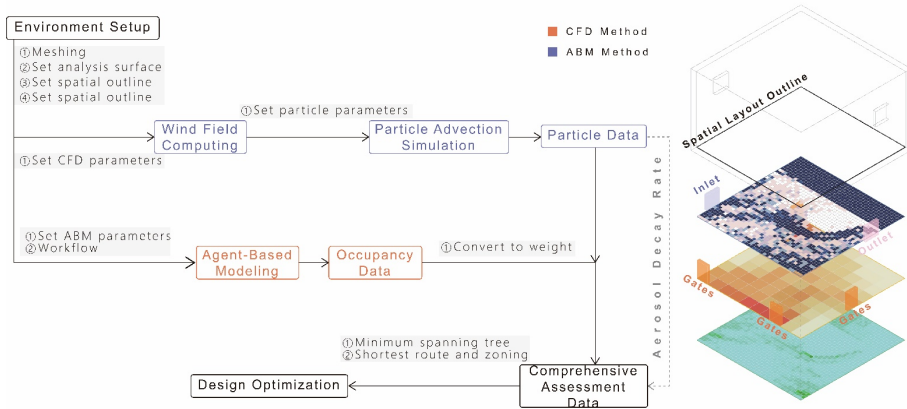 Environment Setup
①Meshing
②Set analysis surface
③Set spatial outline
④Set spatial outline
①Set particle parameters
Wind Field
Computing
Particle Advection
Simulation
Particle Data
①Set CFD parameters
①Set ABM parameters
②Workflow
Agent-Based
Modeling
Occupancy
Data
①Convert to weight
Aerosol Decay Rate
①Minimum spanning tree
②Shortest route and zoning
Design Optimization
Comprehensive
Assessment
Data
CFD Method
ABM Method
Spatial Layout Outline
Inlet
Outlet
Gates
Gates
Gates